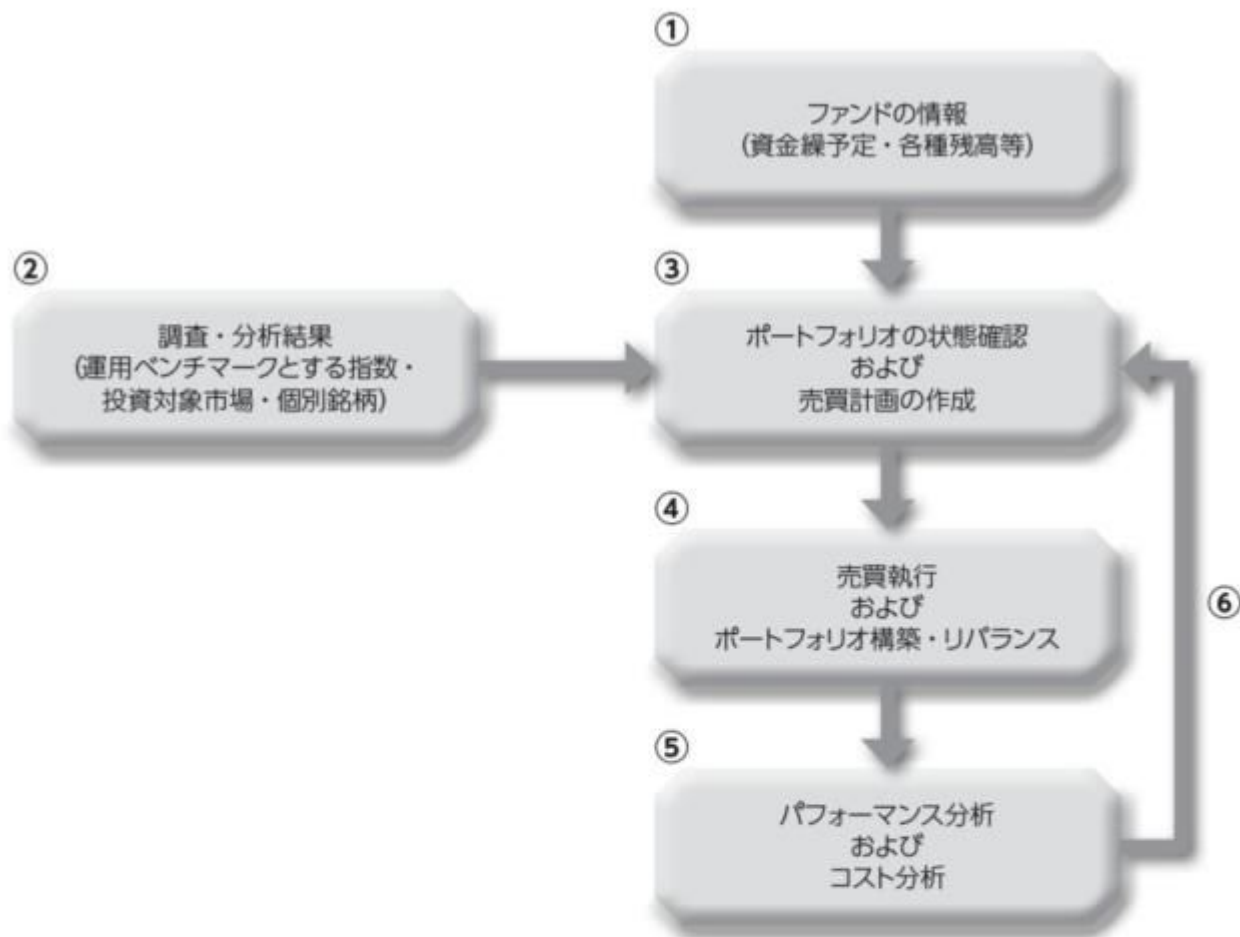 ①
ファンドの情報
(資金繰予定・各種残高等)
②
調査・分析結果
(運用ベンチマークとする指数・
投資対象市場・個別銘柄)
③
ポートフォリオの状態確認
および
売買計画の作成
④
売買執行
および
ポートフォリオ構築・リバランス
⑤
パフォーマンス分析
および
コスト分析
⑥